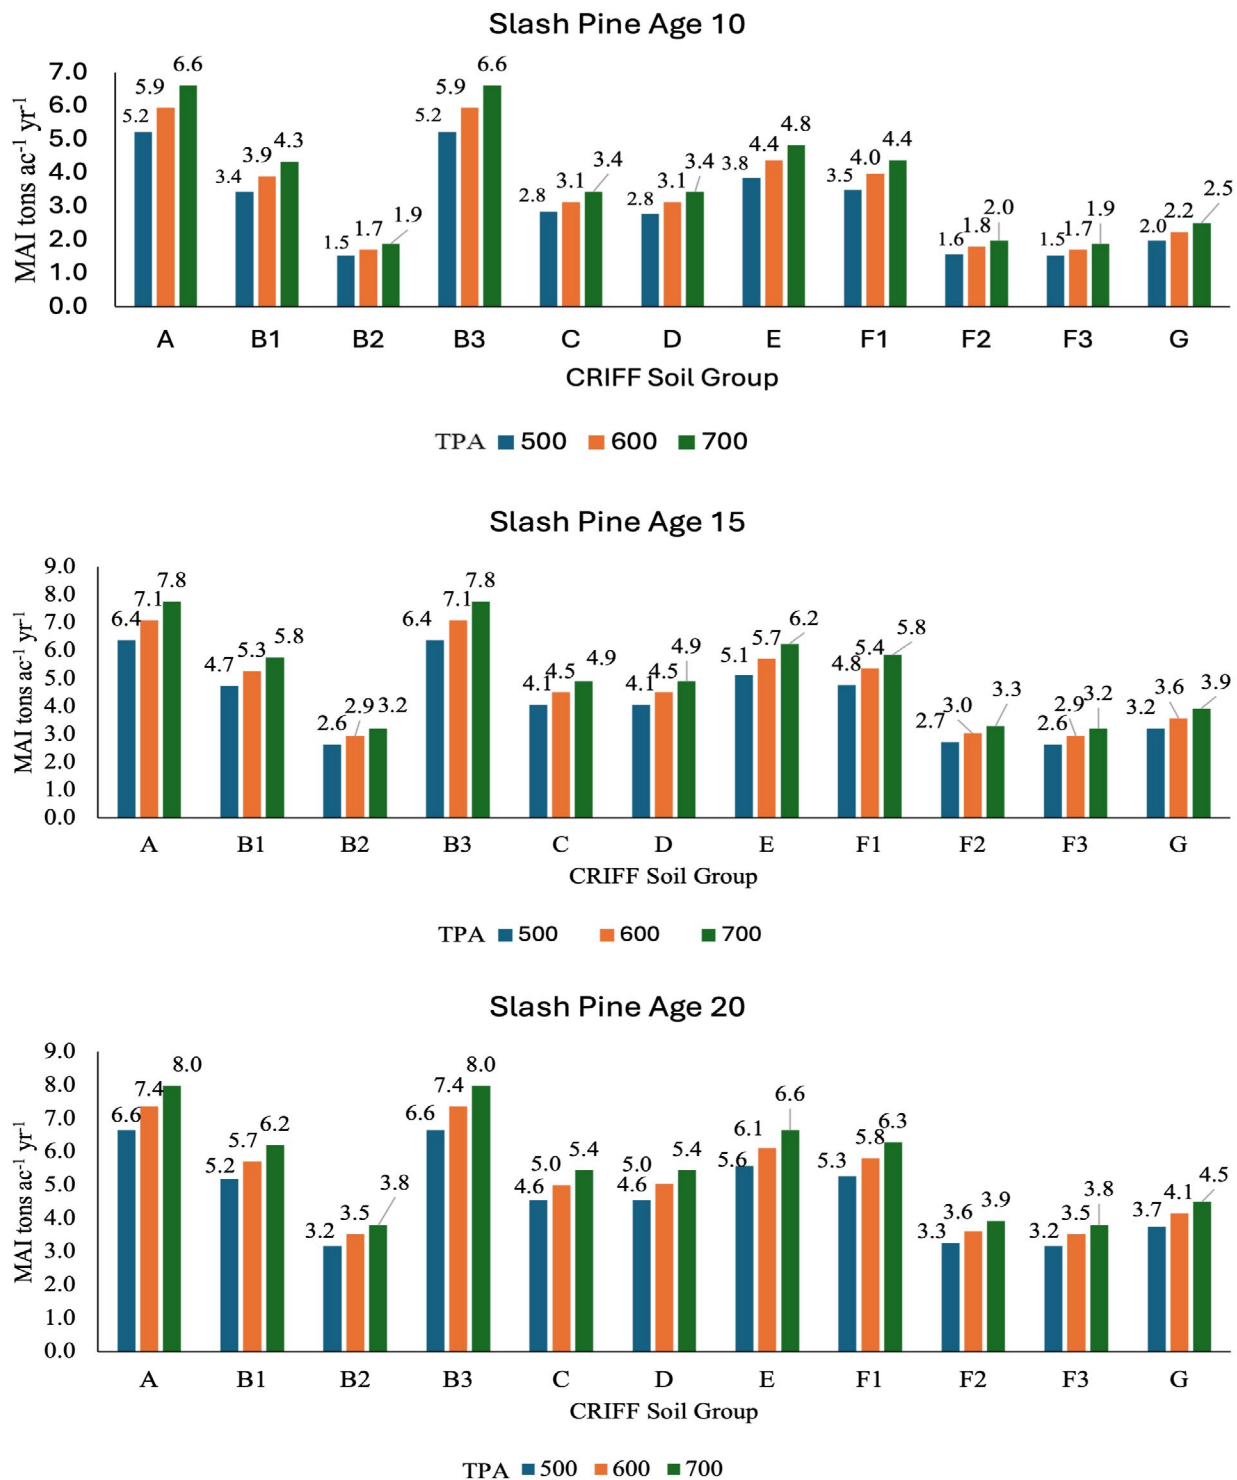 Slash Pine Age 10
MAI tons ac-1 yr-1
7.0
6.0
5.0
4.0
3.0
2.0
1.0
0.0
5.2 5.9 6.6
3.4 3.9 4.3
1.5 1.7 1.9
5.2 5.9 6.6
2.8 3.1 3.4
2.8 3.1 3.4
3.8 4.4 4.8
3.5 4.0 4.4
1.6 1.8 2.0
1.5 1.7 1.9
2.0 2.2 2.5
A B1 B2 B3 C D E F1 F2 F3 G
CRIFF Soil Group
TPA 500 600 700
Slash Pine Age 15
MAI tons ac-1 yr-1
9.0
8.0
7.0
6.0
5.0
4.0
3.0
2.0
1.0
0.0
6.4 7.1 7.8
4.7 5.3 5.8
2.6 2.9 3.2
6.4 7.1 7.8
4.1 4.5 4.9
4.1 4.5 4.9
5.1 5.7 6.2
4.8 5.4 5.8
2.7 3.0 3.3
2.6 2.9 3.2
3.2 3.6 3.9
A B1 B2 B3 C D E F1 F2 F3 G
CRIFF Soil Group
TPA 500 600 700
Slash Pine Age 20
MAI tons ac-1 yr-1
9.0
8.0
7.0
6.0
5.0
4.0
3.0
2.0
1.0
0.0
6.6 7.4 8.0
5.2 5.7 6.2
3.2 3.5 3.8
6.6 7.4 8.0
4.6 5.0 5.4
4.6 5.0 5.4
5.6 6.1 6.6
5.3 5.8 6.3
3.3 3.6 3.9
3.2 3.5 3.8
3.7 4.1 4.5
A B1 B2 B3 C D E F1 F2 F3 G
CRIFF Soil Group
TPA 500 600 700